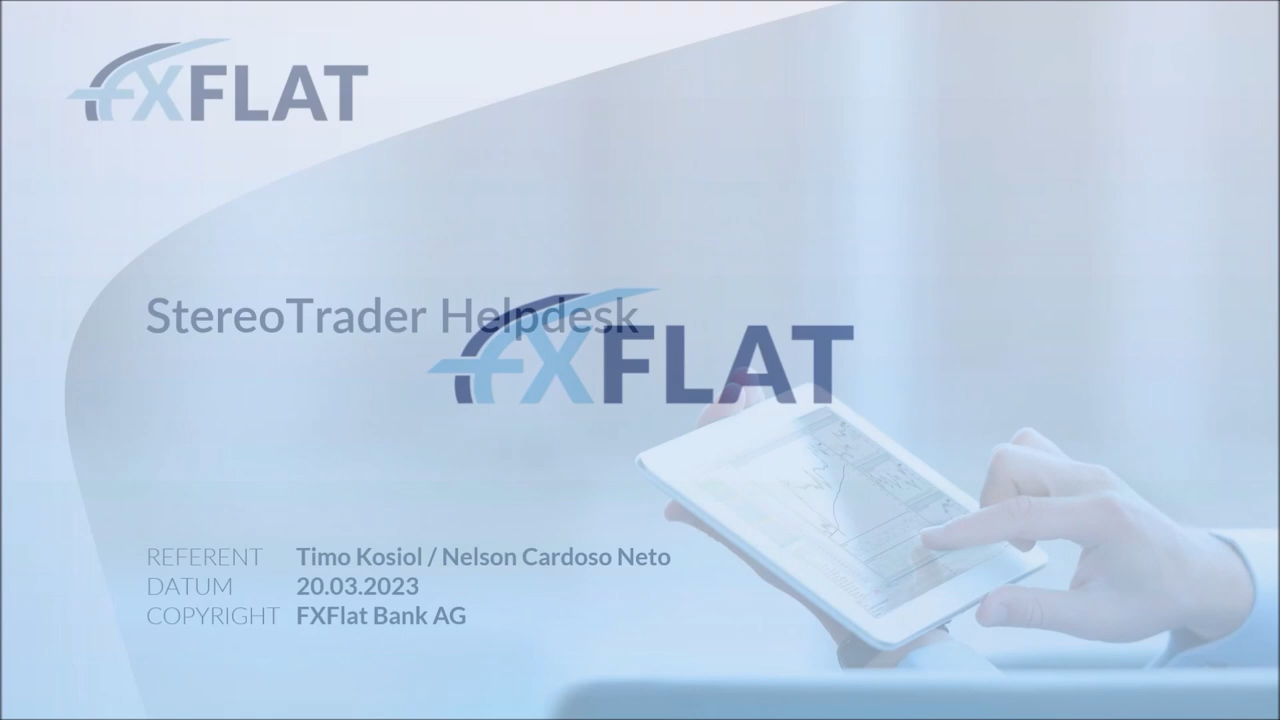 FXFLAT
StereoTrader Helpdesk
FXFLAT
REFERENT Timo Kosiol / Nelson Cardoso Neto
DATUM 20.03.2023
COPYRIGHT FXFlat Bank AG